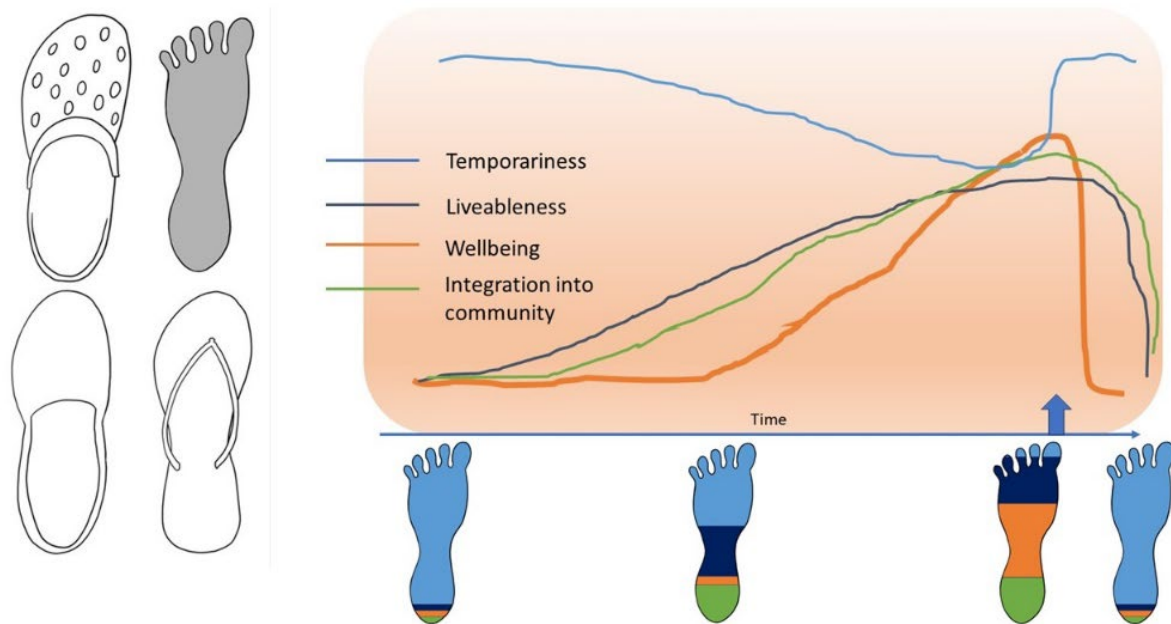 Temporariness
Liveableness
Wellbeing
Integration into
community
Time